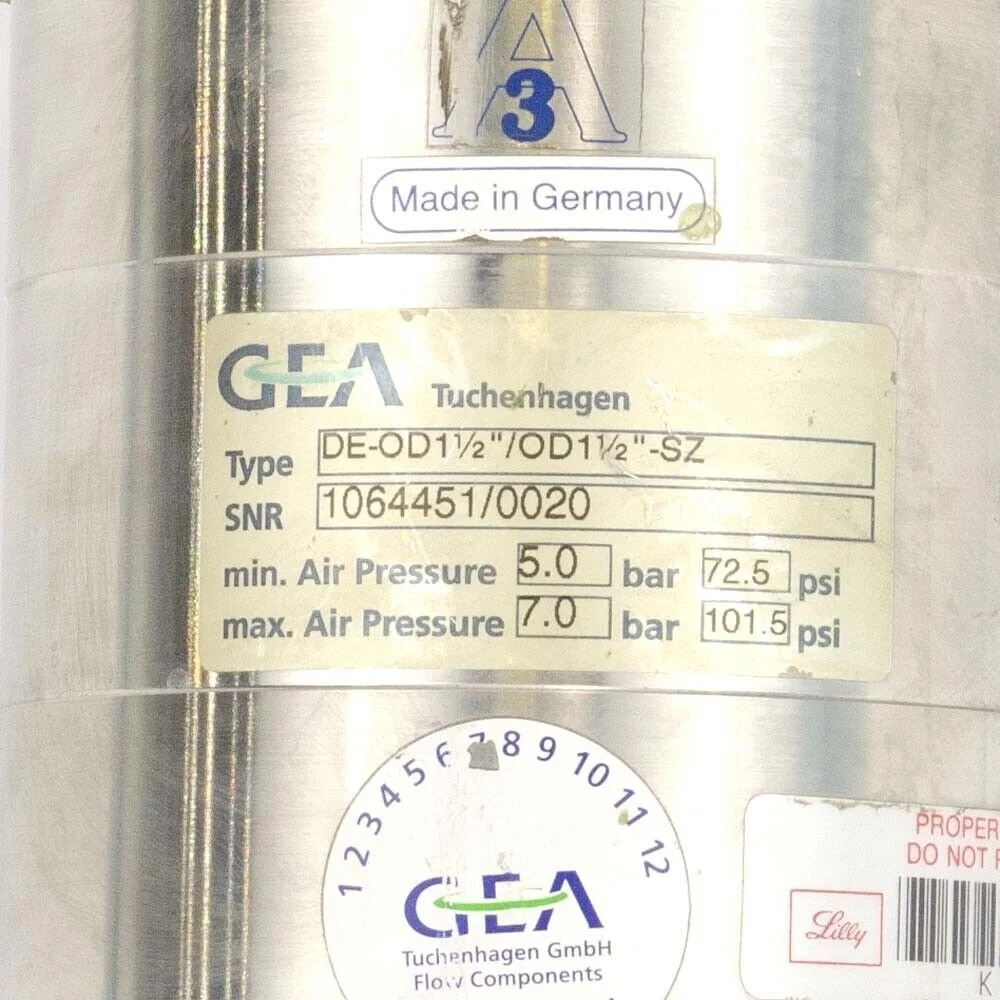 3
A
Made in Germany
GEA Tuchenhagen
Type DE-OD1½"/OD1½"-SZ
SNR 1064451/0020
min. Air Pressure 5.0 bar 72.5 psi
max. Air Pressure 7.0 bar 101.5 psi
1 2 3 4 5 6 7 8 9 10 11 12
GEA
Tuchenhagen GmbH
Flow Components
PROPER
DO NOT
Lilly
K